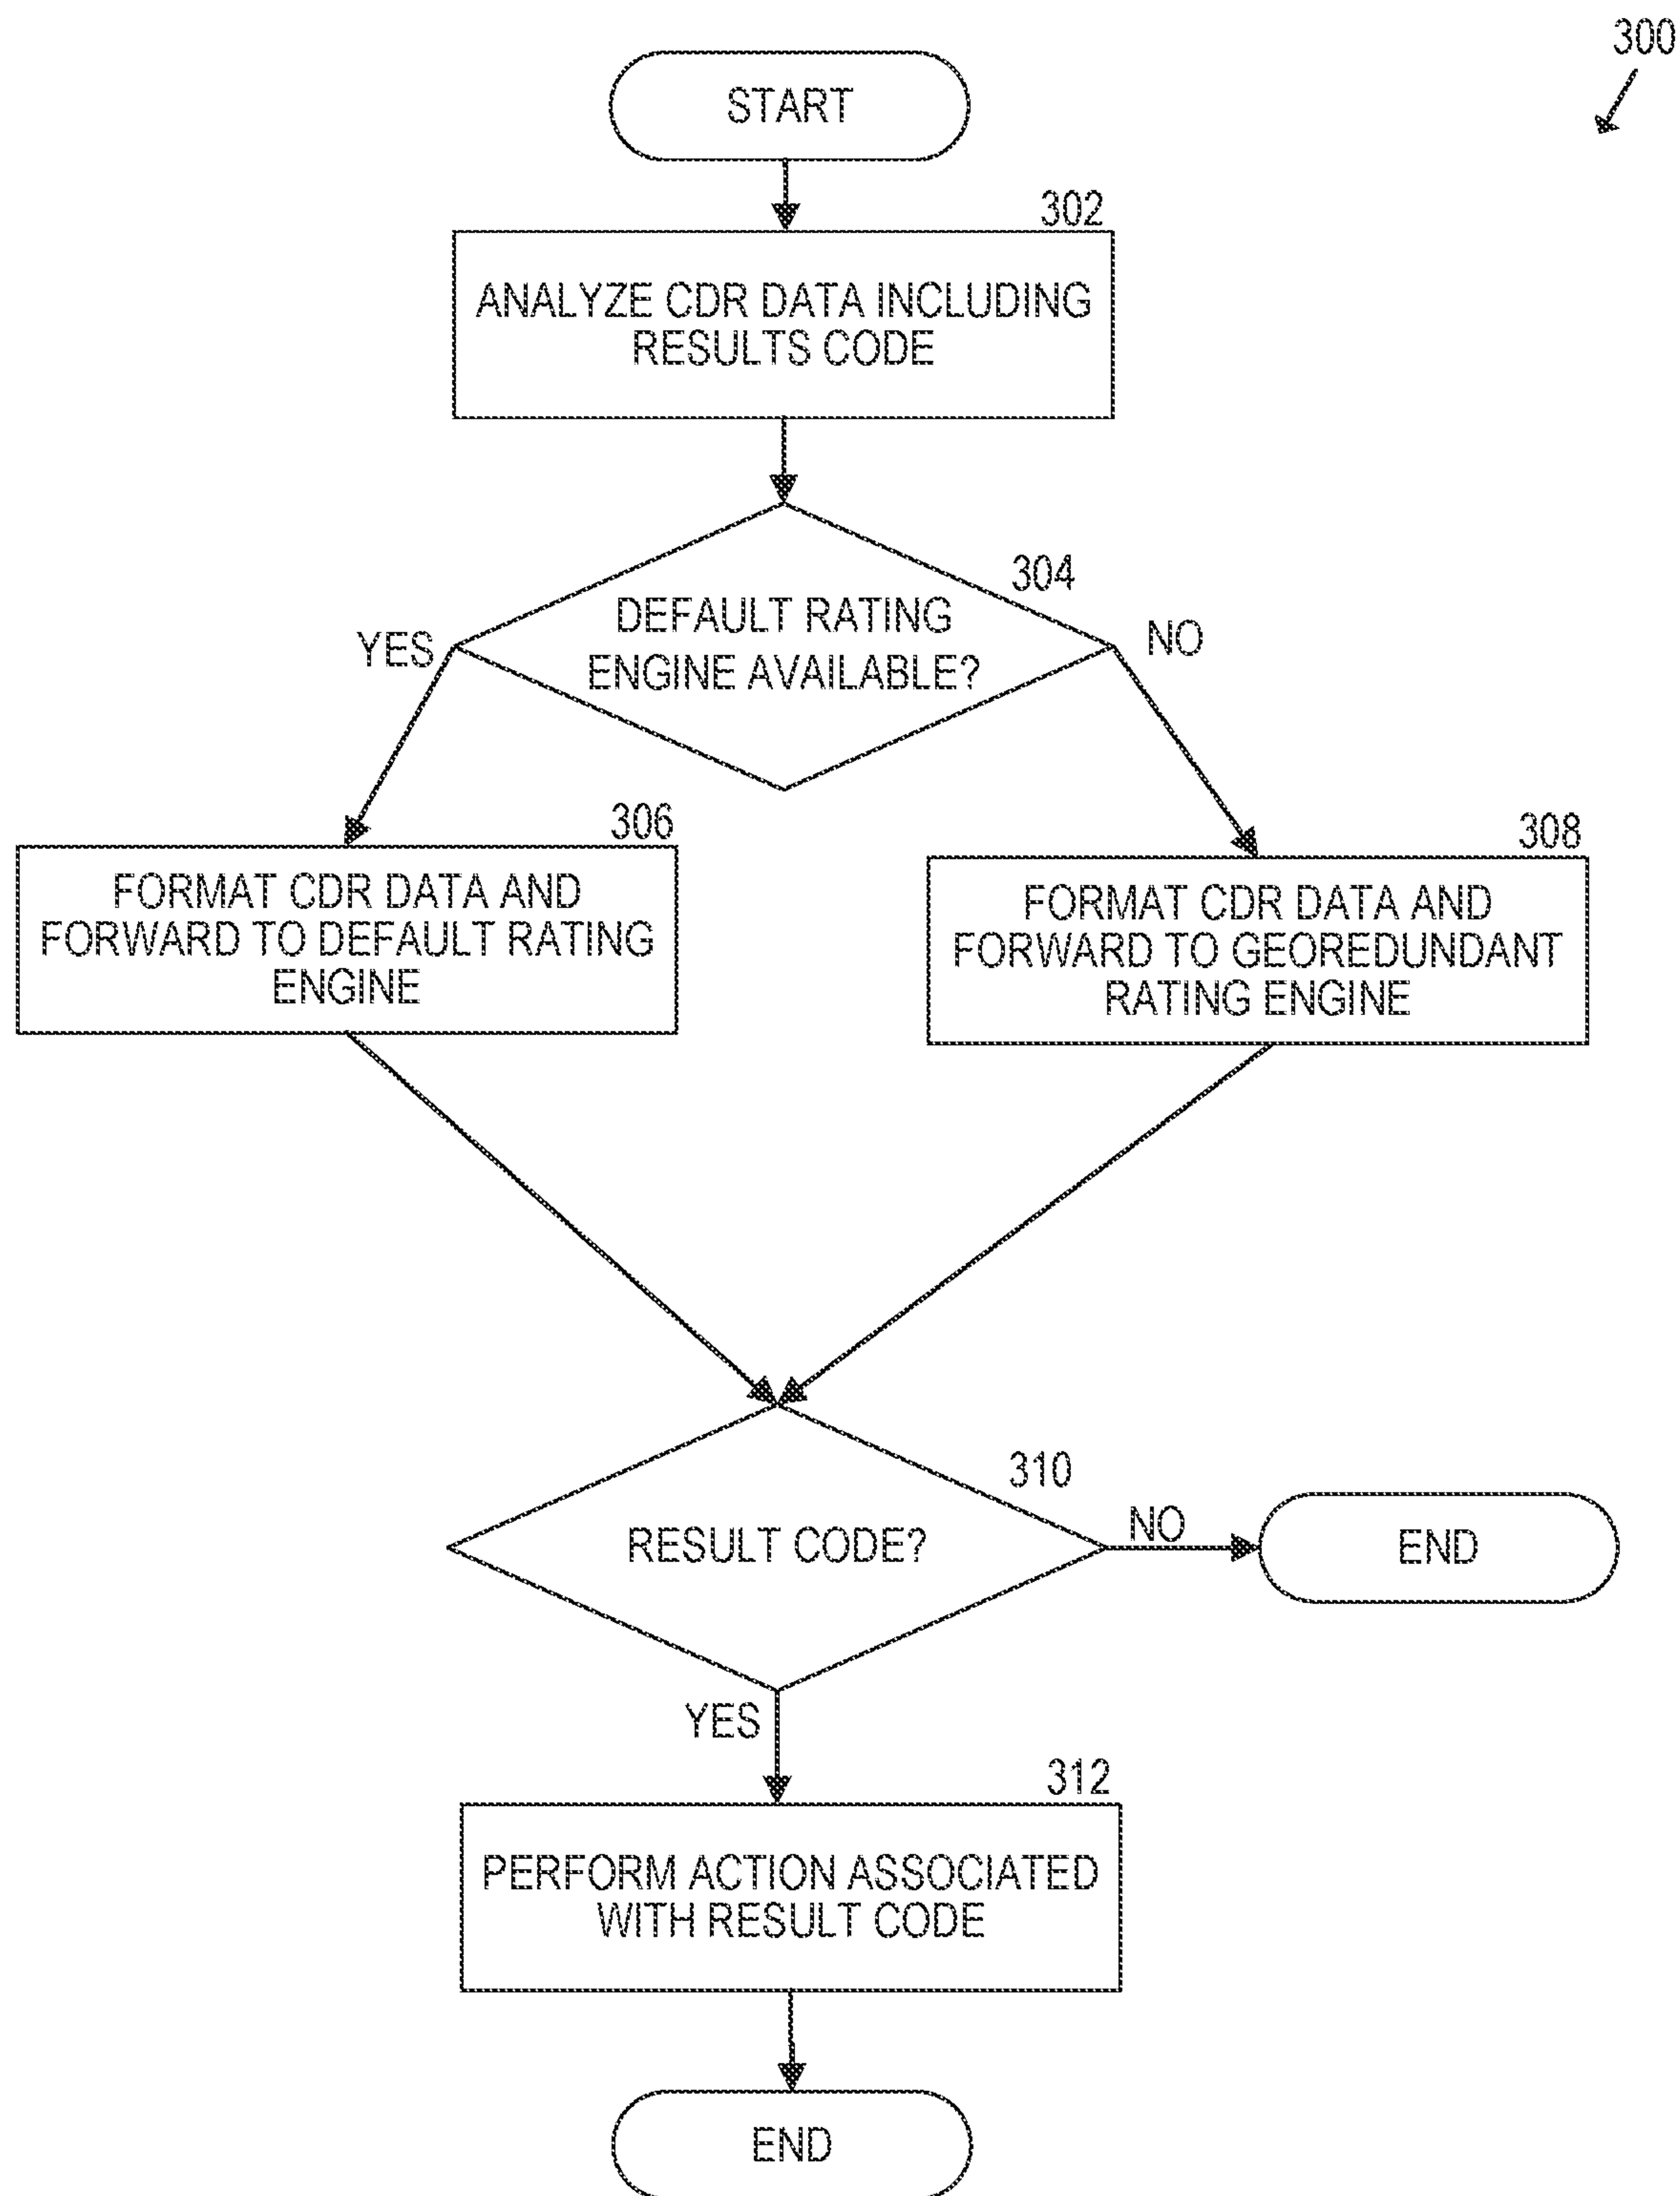 300
START
302
ANALYZE CDR DATA INCLUDING
RESULTS CODE
304
DEFAULT RATING
ENGINE AVAILABLE?
YES
NO
306
FORMAT CDR DATA AND
FORWARD TO DEFAULT RATING
ENGINE
308
FORMAT CDR DATA AND
FORWARD TO GEOREDUNDANT
RATING ENGINE
310
RESULT CODE?
NO
END
YES
312
PERFORM ACTION ASSOCIATED
WITH RESULT CODE
END